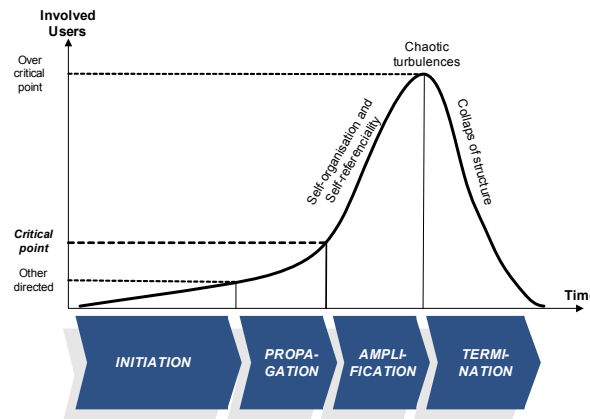 Involved
Users
Over
critical
point
Chaotic
turbulences
Self-organisation and
Self-referenciality
Collaps of structure
Critical
point
Other
directed
Time
INITIATION
PROPA-
GATION
AMPLI-
FICATION
TERMI-
NATION